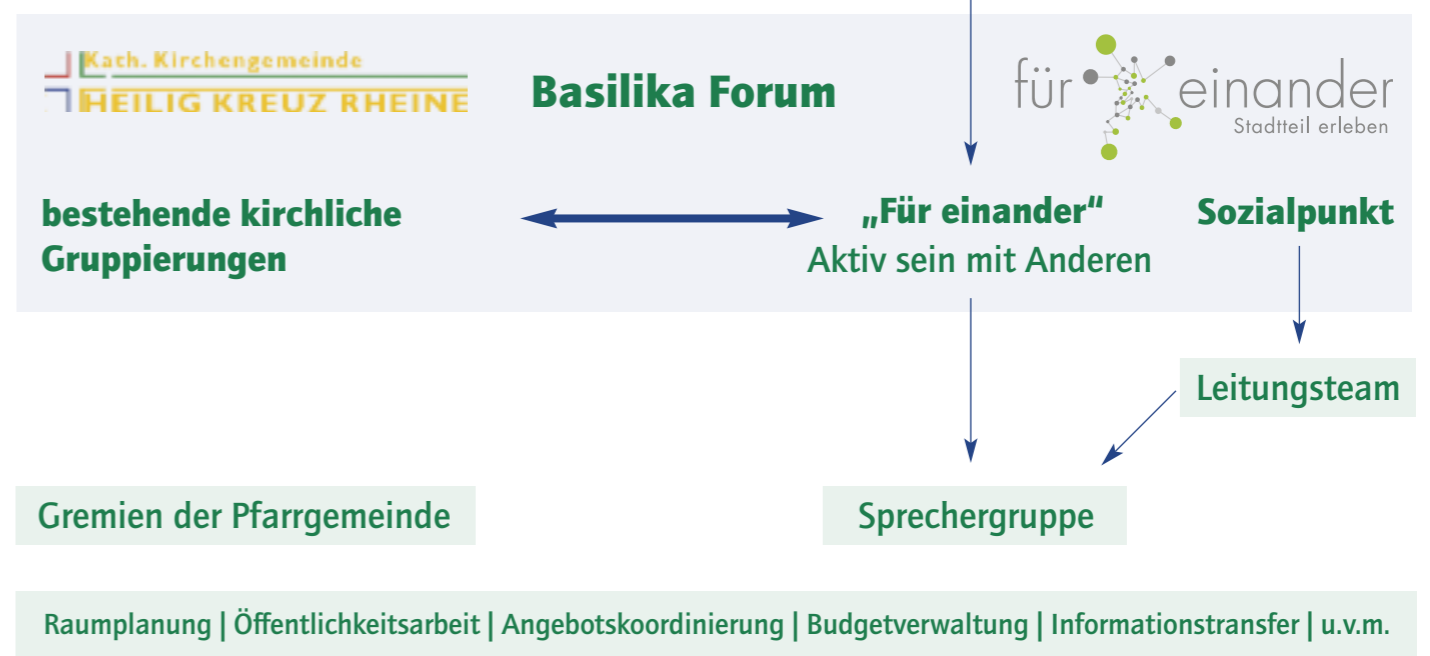 Kath. Kirchengemeinde
HEILIG KREUZ RHEINE
Basilika Forum
für einander
Stadtteil erleben
bestehende kirchliche
Gruppierungen
„Für einander“
Aktiv sein mit Anderen
Sozialpunkt
Leitungsteam
Gremien der Pfarrgemeinde
Sprechergruppe
Raumplanung | Öffentlichkeitsarbeit | Angebotskoordinierung | Budgetverwaltung | Informationstransfer | u.v.m.